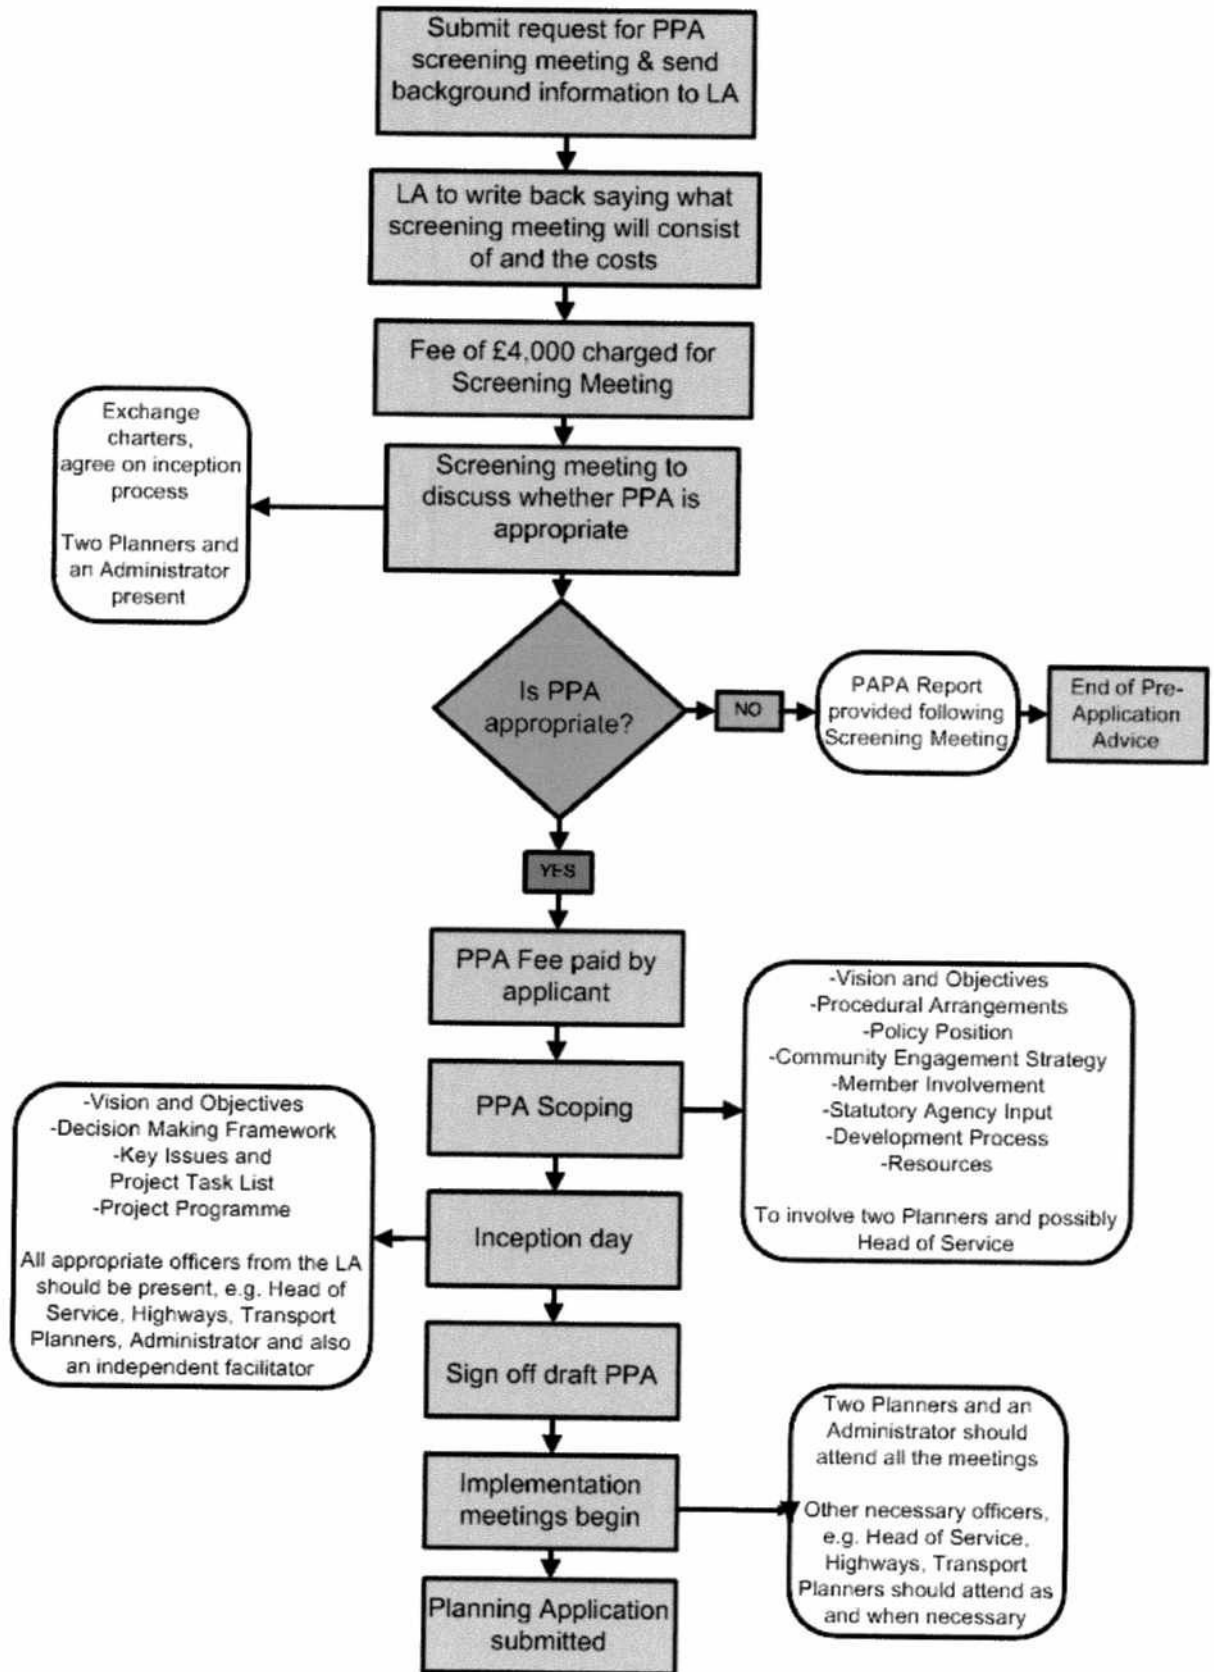 Submit request for PPA
screening meeting & send
background information to LA
LA to write back saying what
screening meeting will consist
of and the costs
Fee of £4,000 charged for
Screening Meeting
Screening meeting to
discuss whether PPA is
appropriate
Exchange
charters,
agree on inception
process
Two Planners and
an Administrator
present
Is PPA
appropriate?
NO
PAPA Report
provided following
Screening Meeting
End of Pre-
Application
Advice
YES
PPA Fee paid by
applicant
PPA Scoping
-Vision and Objectives
-Procedural Arrangements
-Policy Position
-Community Engagement Strategy
-Member Involvement
-Statutory Agency Input
-Development Process
-Resources
To involve two Planners and possibly
Head of Service
Inception day
-Vision and Objectives
-Decision Making Framework
-Key Issues and
Project Task List
-Project Programme
All appropriate officers from the LA
should be present, e.g. Head of
Service, Highways, Transport
Planners, Administrator and also
an independent facilitator
Sign off draft PPA
Implementation
meetings begin
Two Planners and an
Administrator should
attend all the meetings
Other necessary officers,
e.g. Head of Service,
Highways, Transport
Planners should attend as
and when necessary
Planning Application
submitted